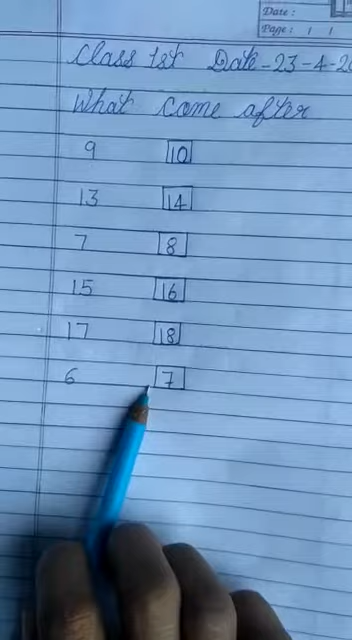 Date :
Page :
Class 1st Date-23-4-2
What come after
9 10
13 14
7 8
15 16
17 18
6 7